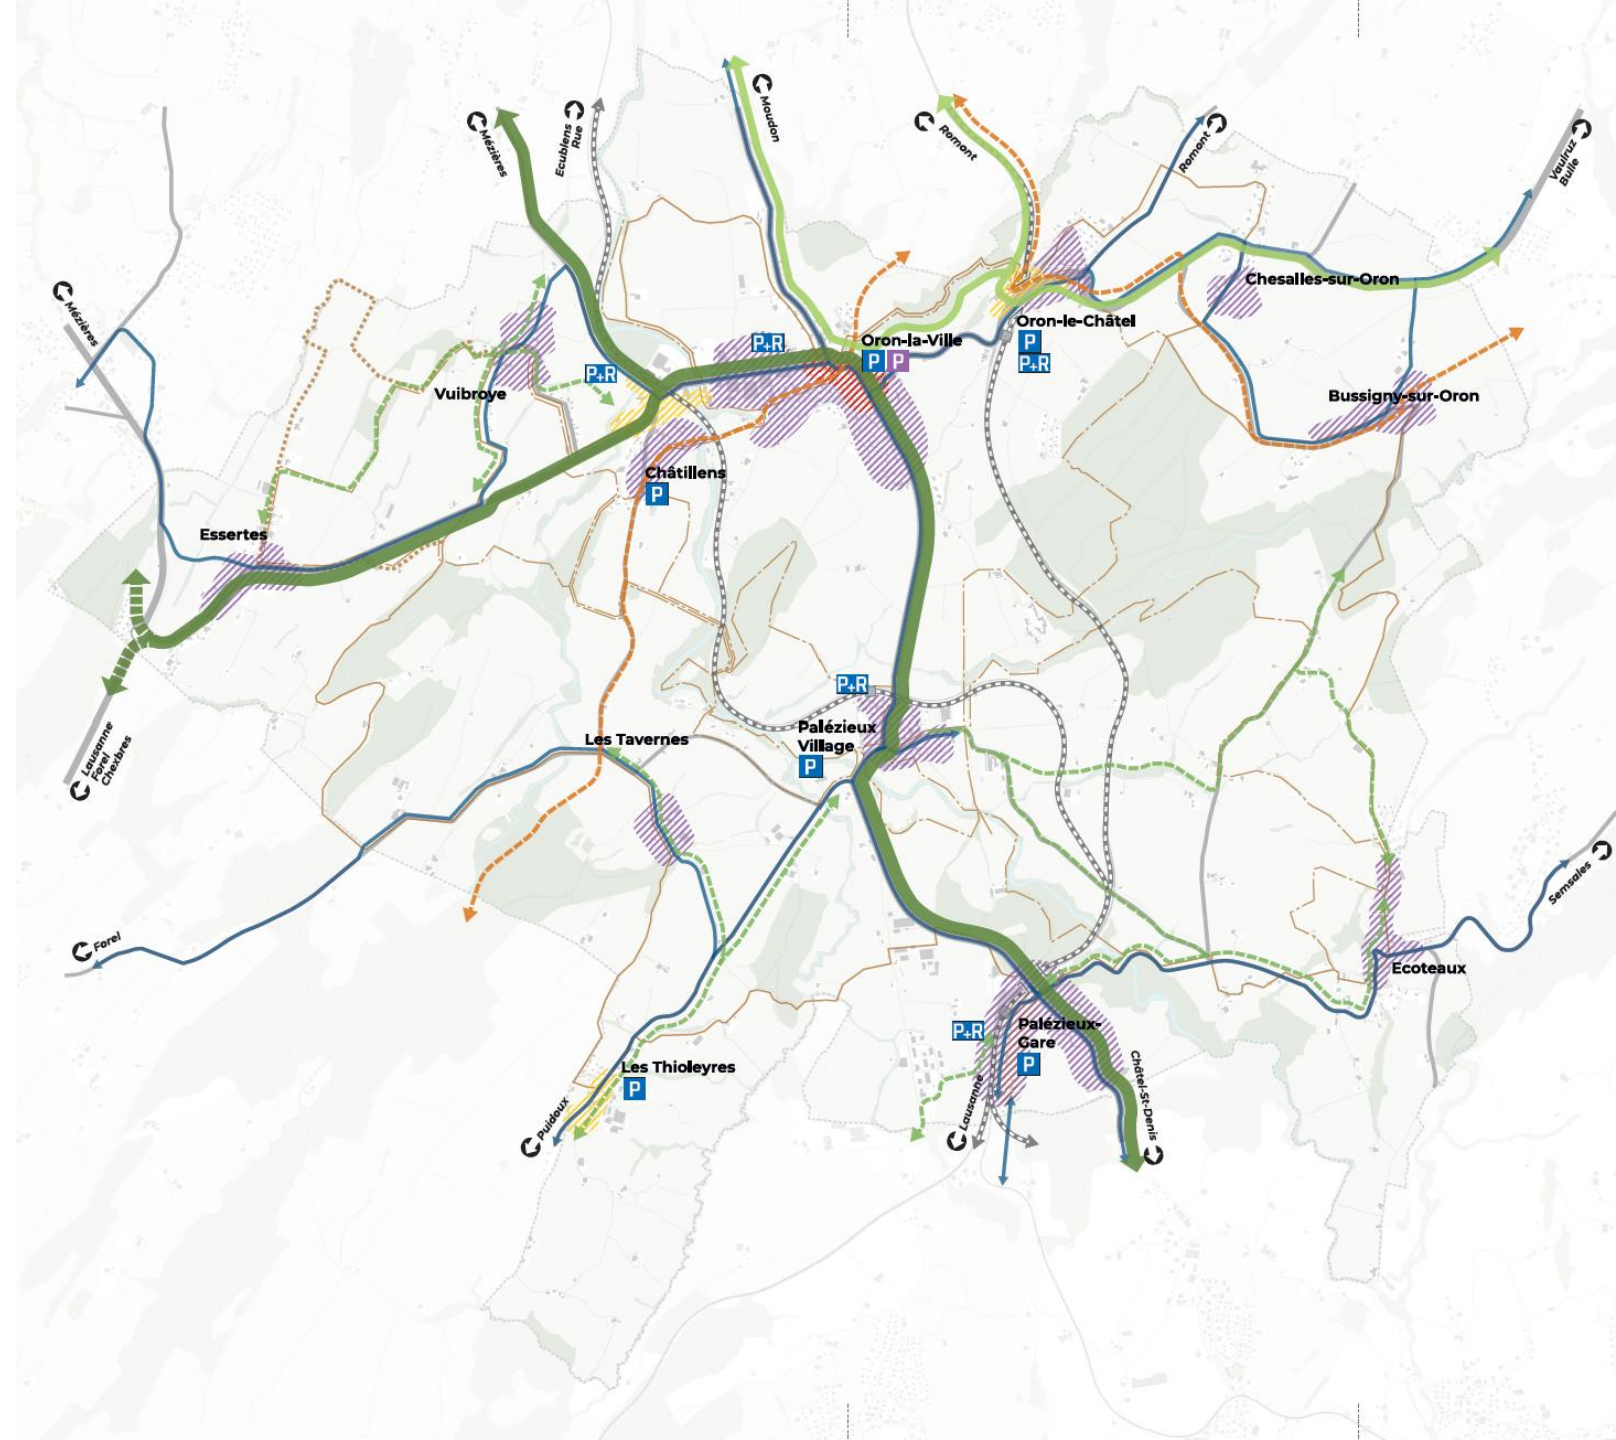 Mézières
Ecublens
Rue
Moudon
Romont
Romont
Vaulruz
Bulle
Mézières
Chesalles-sur-Oron
Oron-le-Châtel
P
P+R
Oron-la-Ville
P P
P+R
P+R
Vuibroye
Bussigny-sur-Oron
Châtillens
P
Essertes
P+R
Palézieux
Village
P
Les Tavernes
Lausanne
Forel
Chexbres
Forel
Semsales
Ecoteaux
P+R
Palézieux-
Gare
P
Les Thioleyres
P
Puidoux
Lausanne
Châtel-St-Denis